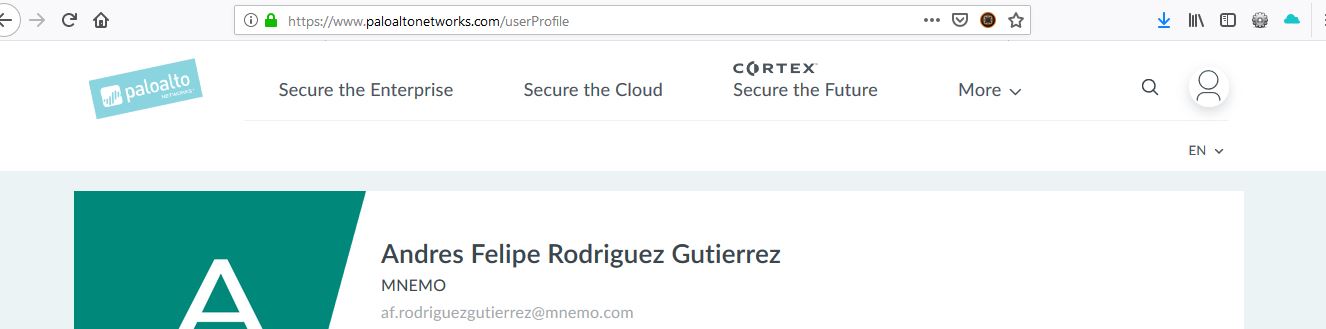 https://www.paloaltonetworks.com/userProfile
paloalto
NETWORKS
CORTEX
Secure the Enterprise Secure the Cloud Secure the Future More
EN
A
Andres Felipe Rodriguez Gutierrez
MNEMO
af.rodriguezgutierrez@mnemo.com